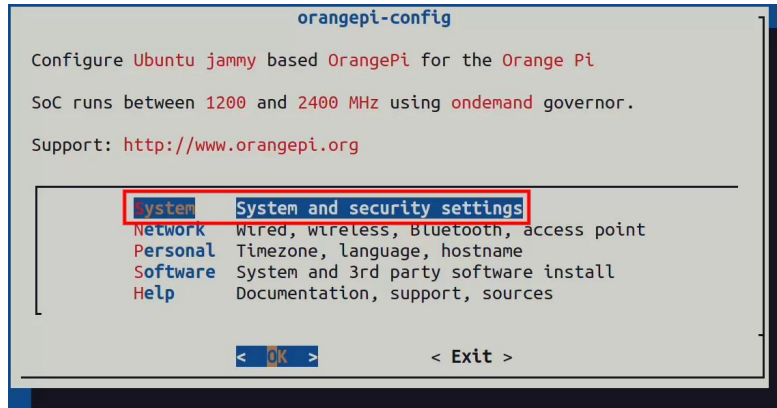 orangepi-config
Configure Ubuntu jammy based OrangePi for the Orange Pi
SoC runs between 1200 and 2400 MHz using ondemand governor.
Support: http://www.orangepi.org
System System and security settings
Network Wired, wireless, Bluetooth, access point
Personal Timezone, language, hostname
Software System and 3rd party software install
Help Documentation, support, sources
< OK > < Exit >